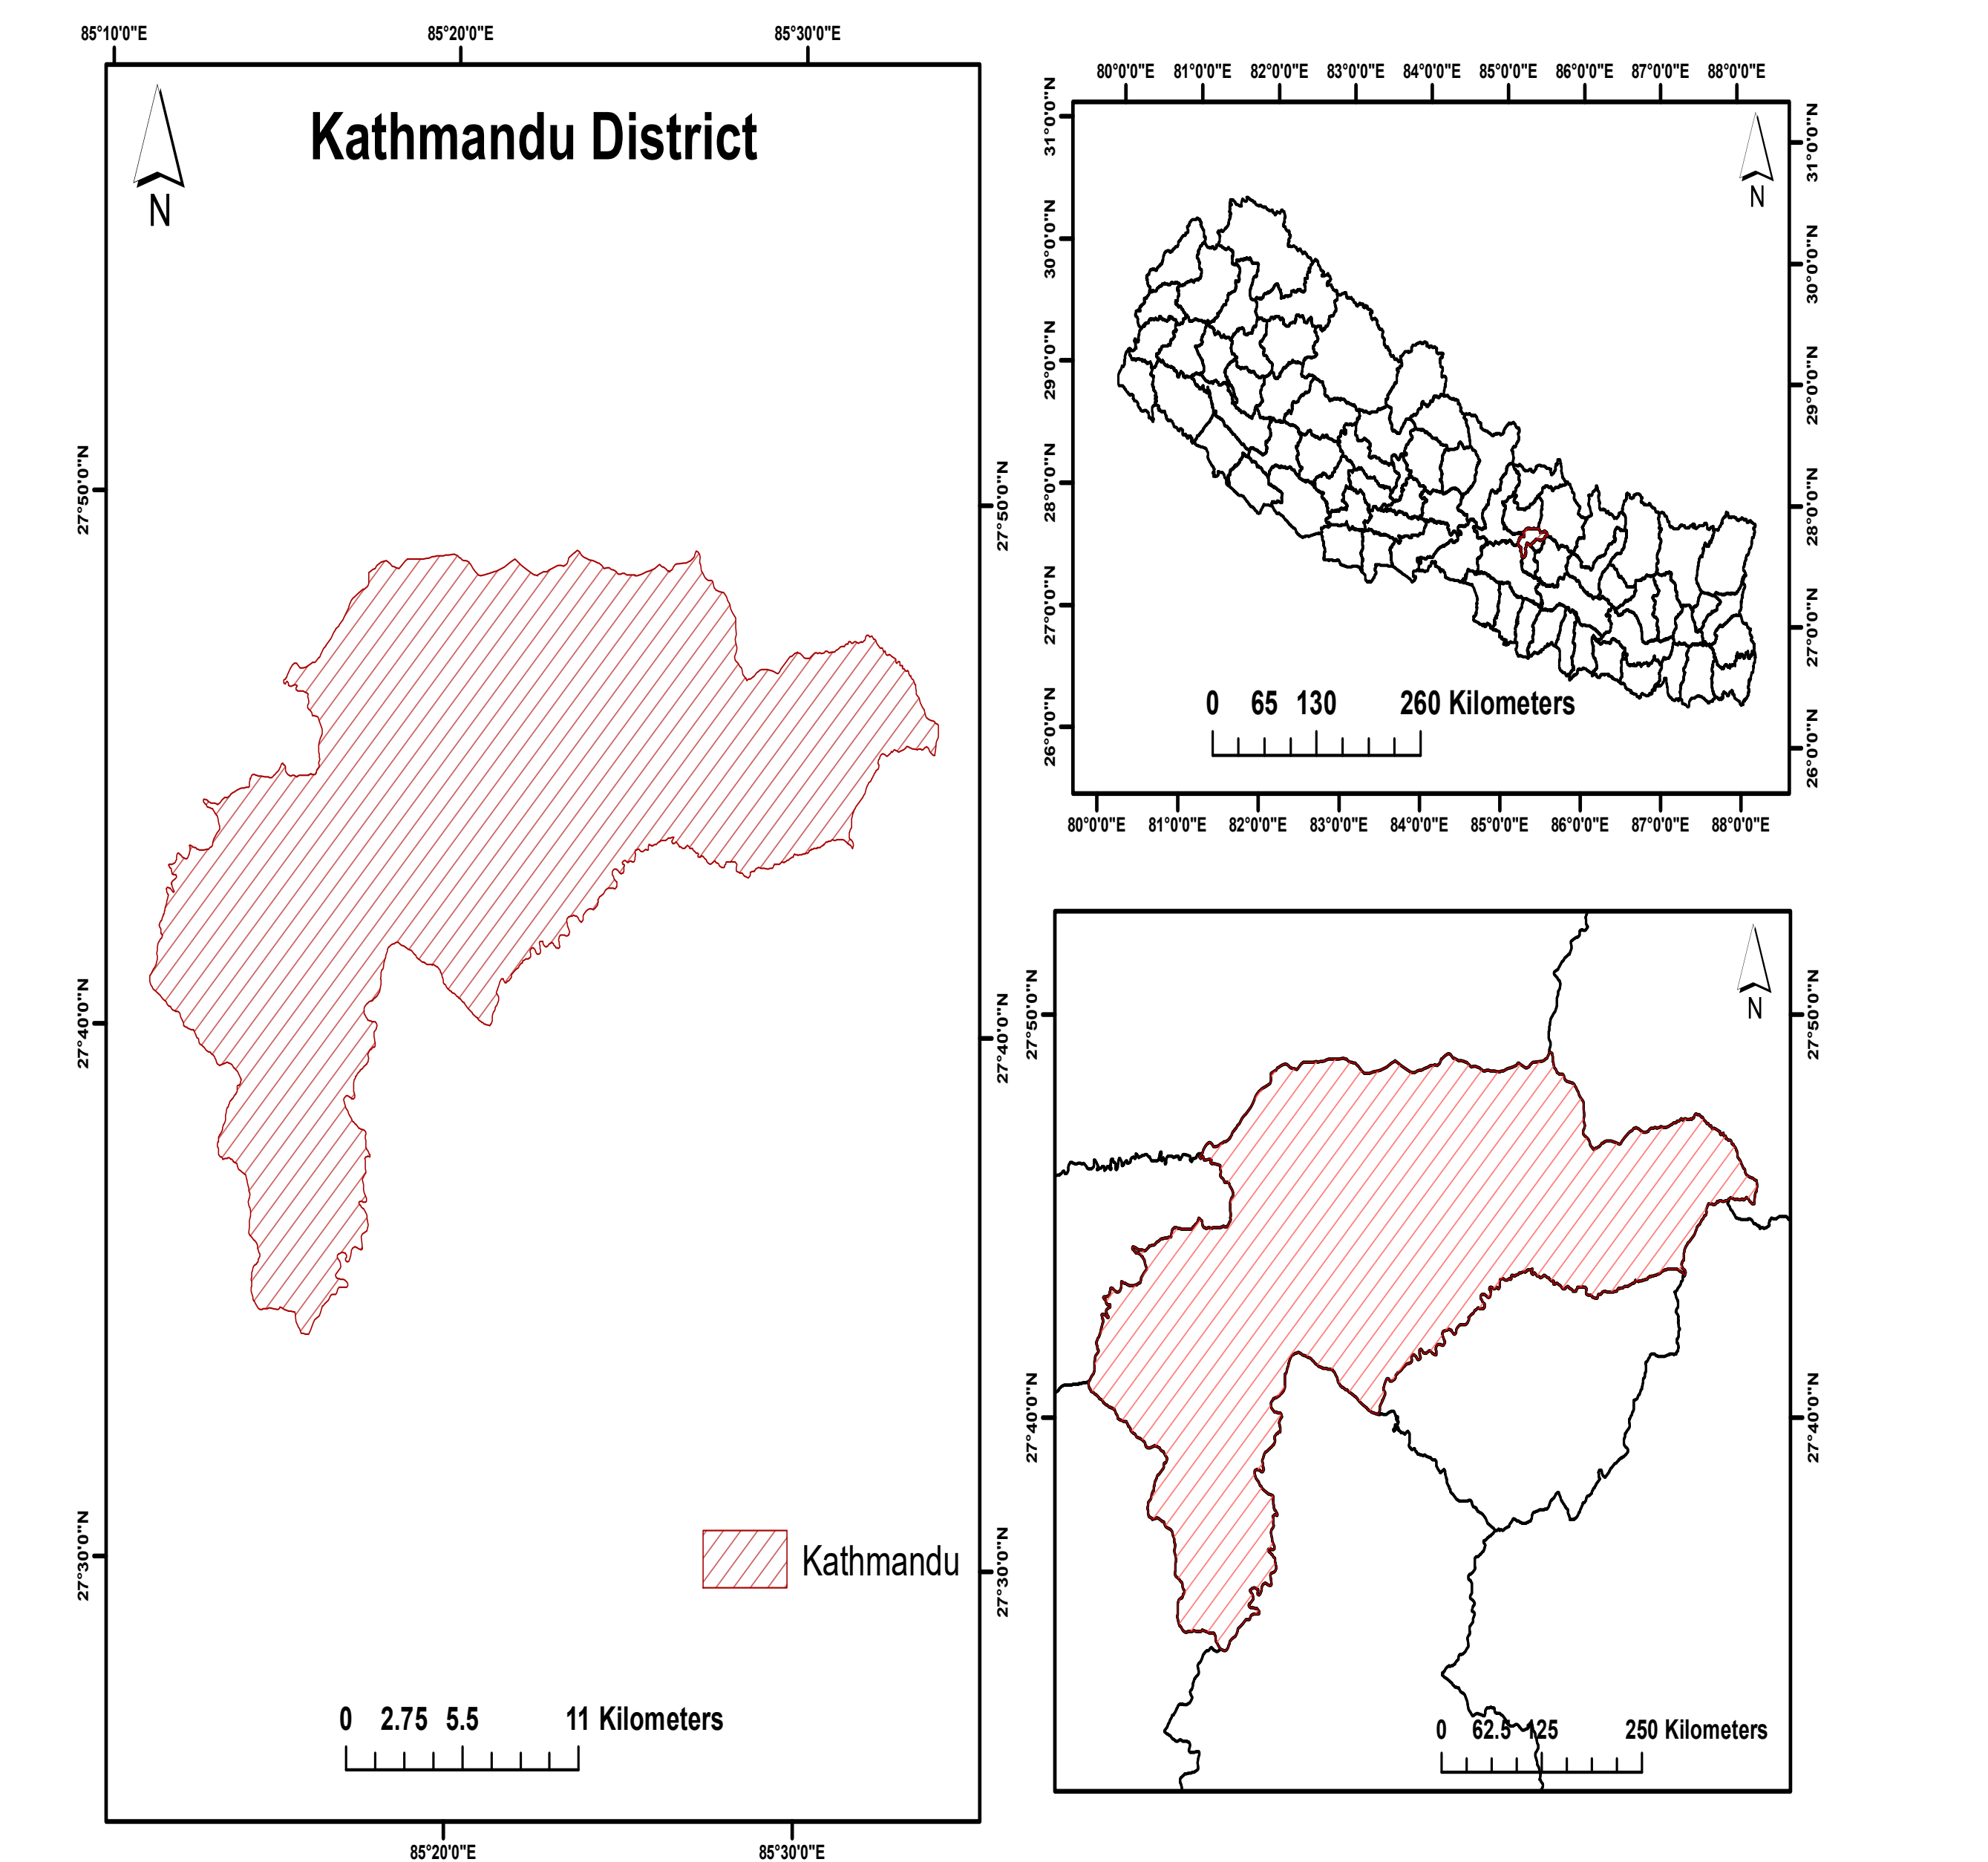 85°10'0"E 85°20'0"E 85°30'0"E
Kathmandu District
N
27°50'0"N
27°50'0"N
27°40'0"N
27°40'0"N
27°30'0"N
27°30'0"N
Kathmandu
0 2.75 5.5 11 Kilometers
85°20'0"E 85°30'0"E
80°0'0"E 81°0'0"E 82°0'0"E 83°0'0"E 84°0'0"E 85°0'0"E 86°0'0"E 87°0'0"E 88°0'0"E
N
31°0'0"N
31°0'0"N
30°0'0"N
30°0'0"N
29°0'0"N
29°0'0"N
28°0'0"N
28°0'0"N
27°0'0"N
27°0'0"N
26°0'0"N
26°0'0"N
0 65 130 260 Kilometers
80°0'0"E 81°0'0"E 82°0'0"E 83°0'0"E 84°0'0"E 85°0'0"E 86°0'0"E 87°0'0"E 88°0'0"E
N
27°50'0"N
27°50'0"N
27°40'0"N
27°40'0"N
0 62.5 125 250 Kilometers